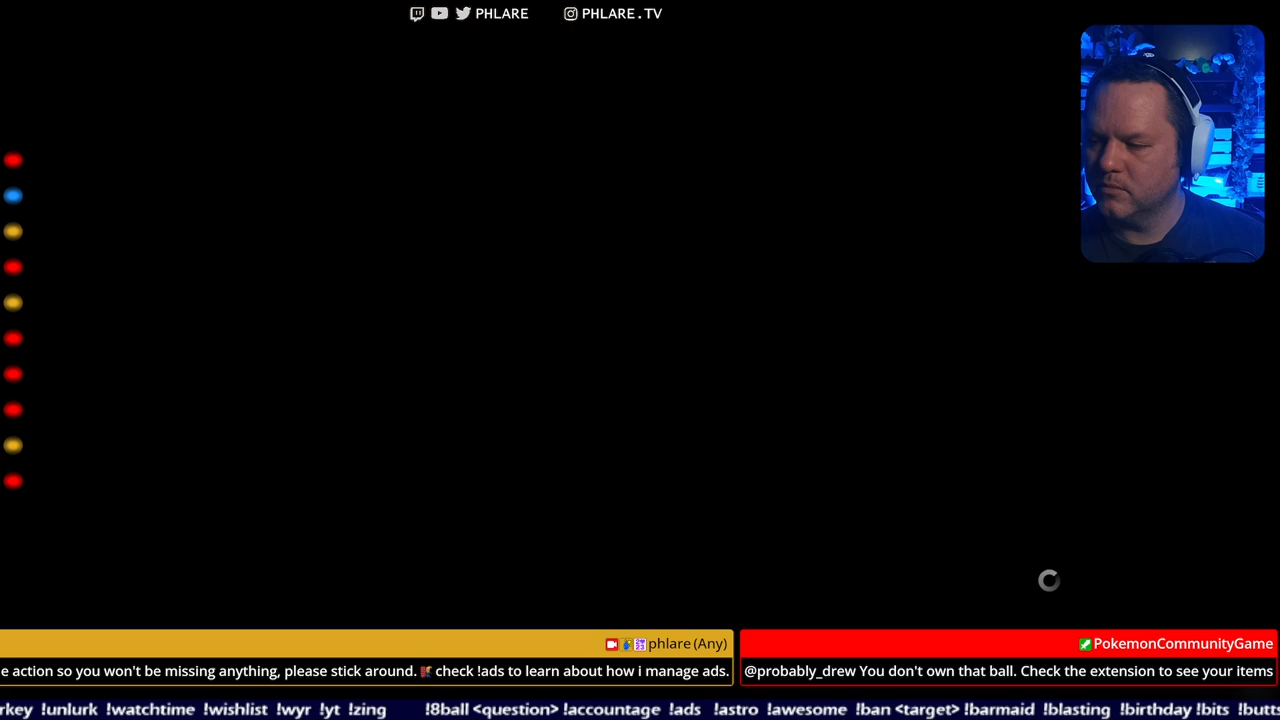 PHLARE PHLARE.TV
phlare (Any)
e action so you won't be missing anything, please stick around. check !ads to learn about how i manage ads.
PokemonCommunityGame
@probably_drew You don't own that ball. Check the extension to see your items
rkey !unlurk !watchtime !wishlist !wyr !yt !zing !8ball <question> !accountage !ads !astro !awesome !ban <target> !barmaid !blasting !birthday !bits !butts